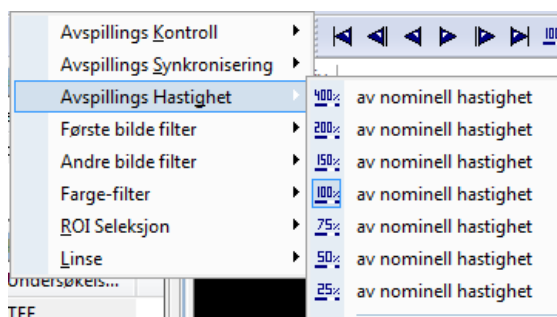 Avspillings Kontroll
Avspillings Synkronisering
Avspillings Hastighet
Første bilde filter
Andre bilde filter
Farge-filter
ROI Seleksjon
Linse
400% av nominell hastighet
200% av nominell hastighet
150% av nominell hastighet
100% av nominell hastighet
75% av nominell hastighet
50% av nominell hastighet
25% av nominell hastighet
Undersøkels...
TEE